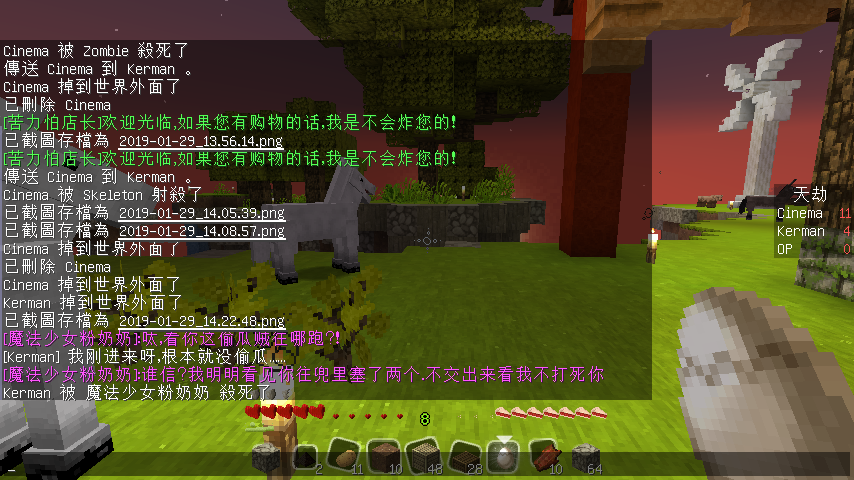 Cinema 被 Zombie 殺死了
傳送 Cinema 到 Kerman 。
Cinema 掉到世界外面了
已刪除 Cinema
[苦力怕店长]欢迎光临,如果您有购物的话,我是不会炸您的!
已截圖存檔為 2019-01-29_13.56.14.png
[苦力怕店长]欢迎光临,如果您有购物的话,我是不会炸您的!
傳送 Cinema 到 Kerman 。
Cinema 被 Skeleton 射殺了
已截圖存檔為 2019-01-29_14.05.39.png
已截圖存檔為 2019-01-29_14.08.57.png
Cinema 掉到世界外面了
已刪除 Cinema
Cinema 掉到世界外面了
Kerman 掉到世界外面了
已截圖存檔為 2019-01-29_14.22.48.png
[魔法少女粉奶奶]:呔,看你这偷瓜贼往哪跑?!
[Kerman] 我刚进来呀,根本就没偷瓜……
[魔法少女粉奶奶]:谁信?我明明看见你往兜里塞了两个.不交出来看我不打死你
Kerman 被 魔法少女粉奶奶 殺死了
天劫
Cinema 11
Kerman 4
OP 0
8
2 11 10 48 28 10 64
_